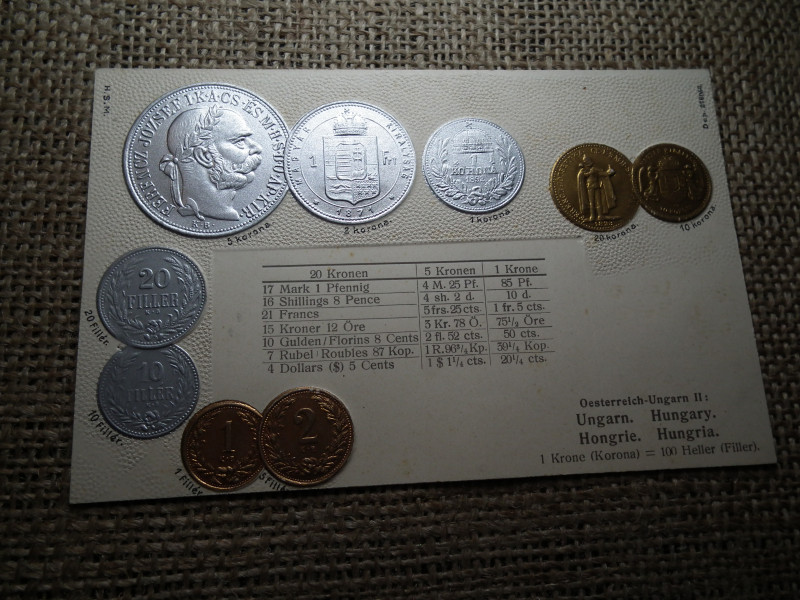 H. S. M.
FERENCZ JÓZSEF I·K·A·CS·ÉS M·H·S·D·O·AP·KIR·
K.B.
5 korona
MAGYAR KIRÁLYSÁG
1 Frt
1871
2 korona.
1
KORONA
1 korona
1892
20 korona.
10 korona.
20
FILLÉR
20 Fillér.
10
FILLÉR
10 Fillér.
1
1 Fillér
2
Fillér
20 Kronen 5 Kronen 1 Krone
17 Mark 1 Pfennig 4 M. 25 Pf. 85 Pf.
16 Shillings 8 Pence 4 sh. 2 d. 10 d.
21 Francs 5 frs. 25 cts. 1 fr. 5 cts.
15 Kroner 12 Öre 5 Kr. 78 Ö. 75½ Öre
10 Gulden/Florins 8 Cents 2 fl. 52 cts. 50 cts.
7 Rubel/Roubles 87 Kop. 1 R. 96¾ Kp. 39¼ Kop.
4 Dollars ($) 5 Cents 1 $ 1¼ cts. 20¼ cts.
Oesterreich-Ungarn II:
Ungarn. Hungary.
Hongrie. Hungria.
1 Krone (Korona) = 100 Heller (Filler).